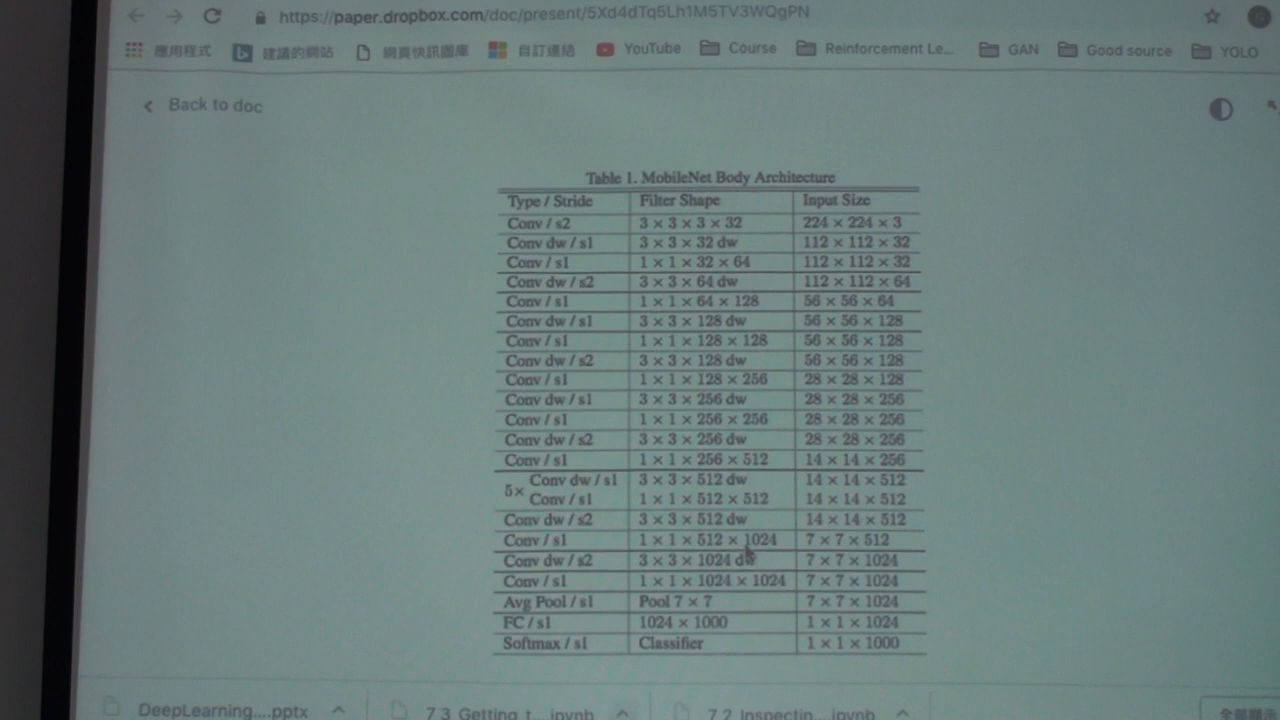 https://paper.dropbox.com/doc/present/5Xd4dTq5Lh1M5TV3WQgPN
應用程式 建議的網站 網頁快訊圖庫 自訂連結 YouTube Course Reinforcement Le... GAN Good source YOLO
Back to doc
Table 1. MobileNet Body Architecture
Type / Stride Filter Shape Input Size
Conv / s2 3 × 3 × 3 × 32 224 × 224 × 3
Conv dw / s1 3 × 3 × 32 dw 112 × 112 × 32
Conv / s1 1 × 1 × 32 × 64 112 × 112 × 32
Conv dw / s2 3 × 3 × 64 dw 112 × 112 × 64
Conv / s1 1 × 1 × 64 × 128 56 × 56 × 64
Conv dw / s1 3 × 3 × 128 dw 56 × 56 × 128
Conv / s1 1 × 1 × 128 × 128 56 × 56 × 128
Conv dw / s2 3 × 3 × 128 dw 56 × 56 × 128
Conv / s1 1 × 1 × 128 × 256 28 × 28 × 128
Conv dw / s1 3 × 3 × 256 dw 28 × 28 × 256
Conv / s1 1 × 1 × 256 × 256 28 × 28 × 256
Conv dw / s2 3 × 3 × 256 dw 28 × 28 × 256
Conv / s1 1 × 1 × 256 × 512 14 × 14 × 256
5× Conv dw / s1 3 × 3 × 512 dw 14 × 14 × 512
Conv / s1 1 × 1 × 512 × 512 14 × 14 × 512
Conv dw / s2 3 × 3 × 512 dw 14 × 14 × 512
Conv / s1 1 × 1 × 512 × 1024 7 × 7 × 512
Conv dw / s2 3 × 3 × 1024 dw 7 × 7 × 1024
Conv / s1 1 × 1 × 1024 × 1024 7 × 7 × 1024
Avg Pool / s1 Pool 7 × 7 7 × 7 × 1024
FC / s1 1024 × 1000 1 × 1 × 1024
Softmax / s1 Classifier 1 × 1 × 1000
DeepLearning....pptx 7.3 Getting t....ipynb 7.2 Inspectin....ipynb 全部顯示